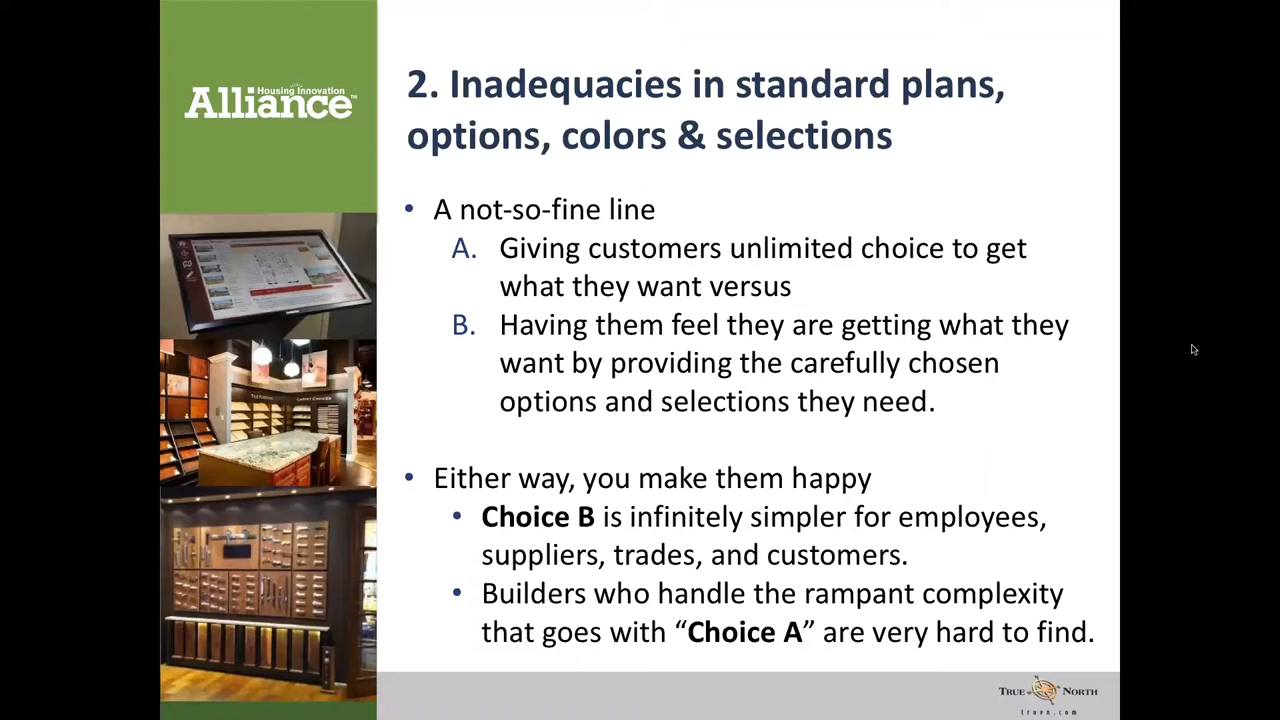 Housing Innovation
Alliance™
2. Inadequacies in standard plans,
options, colors & selections
• A not-so-fine line
A. Giving customers unlimited choice to get
what they want versus
B. Having them feel they are getting what they
want by providing the carefully chosen
options and selections they need.
• Either way, you make them happy
• Choice B is infinitely simpler for employees,
suppliers, trades, and customers.
• Builders who handle the rampant complexity
that goes with “Choice A” are very hard to find.
TRUE NORTH
truen.com